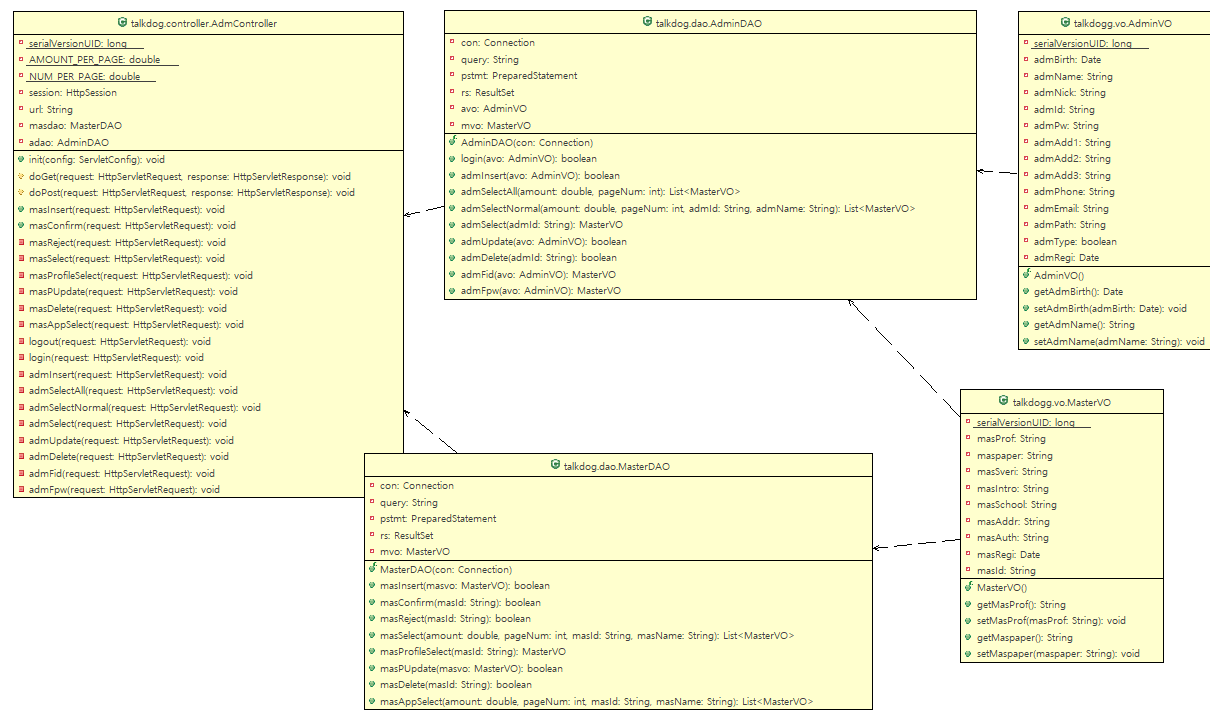 talkdog.controller.AdmController
serialVersionUID: long
AMOUNT_PER_PAGE: double
NUM_PER_PAGE: double
session: HttpSession
url: String
masdao: MasterDAO
adao: AdminDAO
init(config: ServletConfig): void
doGet(request: HttpServletRequest, response: HttpServletResponse): void
doPost(request: HttpServletRequest, response: HttpServletResponse): void
masInsert(request: HttpServletRequest): void
masConfirm(request: HttpServletRequest): void
masReject(request: HttpServletRequest): void
masSelect(request: HttpServletRequest): void
masProfileSelect(request: HttpServletRequest): void
masPUpdate(request: HttpServletRequest): void
masDelete(request: HttpServletRequest): void
masAppSelect(request: HttpServletRequest): void
logout(request: HttpServletRequest): void
login(request: HttpServletRequest): void
admInsert(request: HttpServletRequest): void
admSelectAll(request: HttpServletRequest): void
admSelectNormal(request: HttpServletRequest): void
admSelect(request: HttpServletRequest): void
admUpdate(request: HttpServletRequest): void
admDelete(request: HttpServletRequest): void
admFid(request: HttpServletRequest): void
admFpw(request: HttpServletRequest): void
talkdog.dao.AdminDAO
con: Connection
query: String
pstmt: PreparedStatement
rs: ResultSet
avo: AdminVO
mvo: MasterVO
AdminDAO(con: Connection)
login(avo: AdminVO): boolean
admInsert(avo: AdminVO): boolean
admSelectAll(amount: double, pageNum: int): List<MasterVO>
admSelectNormal(amount: double, pageNum: int, admId: String, admName: String): List<MasterVO>
admSelect(admId: String): MasterVO
admUpdate(avo: AdminVO): boolean
admDelete(admId: String): boolean
admFid(avo: AdminVO): MasterVO
admFpw(avo: AdminVO): MasterVO
talkdogg.vo.AdminVO
serialVersionUID: long
admBirth: Date
admName: String
admNick: String
admId: String
admPw: String
admAdd1: String
admAdd2: String
admAdd3: String
admPhone: String
admEmail: String
admPath: String
admType: boolean
admRegi: Date
AdminVO()
getAdmBirth(): Date
setAdmBirth(admBirth: Date): void
getAdmName(): String
setAdmName(admName: String): void
talkdog.dao.MasterDAO
con: Connection
query: String
pstmt: PreparedStatement
rs: ResultSet
mvo: MasterVO
MasterDAO(con: Connection)
masInsert(masvo: MasterVO): boolean
masConfirm(masId: String): boolean
masReject(masId: String): boolean
masSelect(amount: double, pageNum: int, masId: String, masName: String): List<MasterVO>
masProfileSelect(masId: String): MasterVO
masPUpdate(masvo: MasterVO): boolean
masDelete(masId: String): boolean
masAppSelect(amount: double, pageNum: int, masId: String, masName: String): List<MasterVO>
talkdogg.vo.MasterVO
serialVersionUID: long
masProf: String
maspaper: String
masSveri: String
masIntro: String
masSchool: String
masAddr: String
masAuth: String
masRegi: Date
masId: String
MasterVO()
getMasProf(): String
setMasProf(masProf: String): void
getMaspaper(): String
setMaspaper(maspaper: String): void